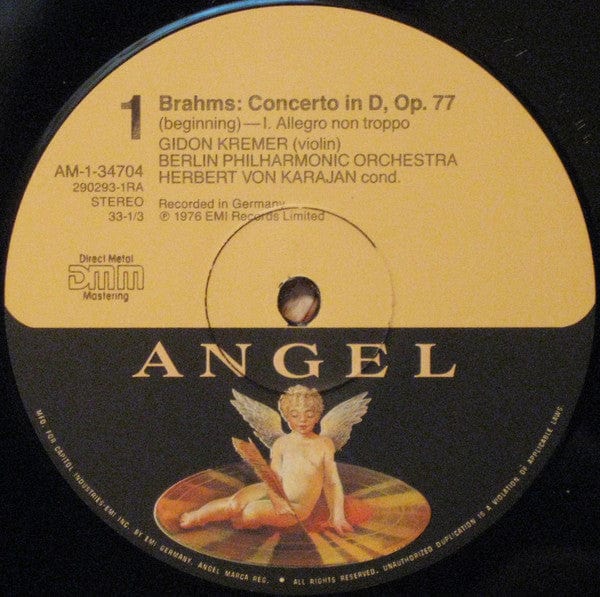 1
Brahms: Concerto in D, Op. 77
(beginning)—I. Allegro non troppo
GIDON KREMER (violin)
BERLIN PHILHARMONIC ORCHESTRA
HERBERT VON KARAJAN cond.
AM-1-34704
290293-1RA
STEREO
33-1/3
Recorded in Germany
℗ 1976 EMI Records Limited
Direct Metal
DMM
Mastering
ANGEL
MFD. FOR CAPITOL INDUSTRIES-EMI INC. BY EMI GERMANY. ANGEL MARCA REG. • ALL RIGHTS RESERVED. UNAUTHORIZED DUPLICATION IS A VIOLATION OF APPLICABLE LAWS.